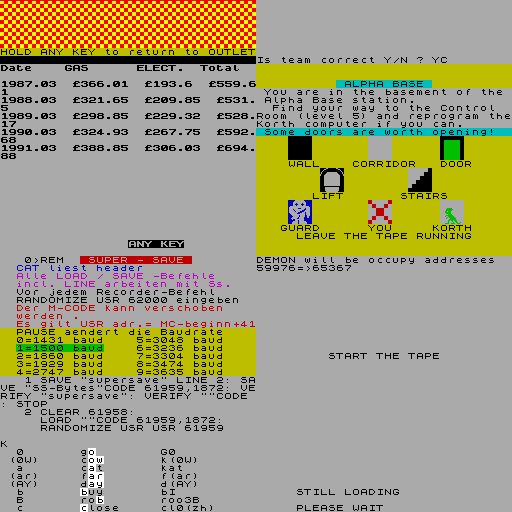 HOLD ANY KEY to return to OUTLET
Date GAS ELECT. Total
1987.03 £366.01 £193.6 £559.6
1
1988.03 £321.65 £209.85 £531.
5
1989.03 £298.85 £229.32 £528.
17
1990.03 £324.93 £267.75 £592.
68
1991.03 £388.85 £306.03 £694.
88
ANY KEY
Is team correct Y/N ? YC
ALPHA BASE
You are in the basement of the
Alpha Base station.
Find your way to the Control
Room (level 5) and reprogram the
Korth computer if you can.
Some doors are worth opening!
WALL CORRIDOR DOOR
LIFT STAIRS
GUARD YOU KORTH
LEAVE THE TAPE RUNNING
0>REM SUPER - SAVE
CAT liest header
Alle LOAD / SAVE -Befehle
incl. LINE arbeiten mit Ss.
Vor jedem Recorder-Befehl
RANDOMIZE USR 62000 eingeben
Der M-CODE kann verschoben
werden .
Es gilt USR adr.= MC-beginn+41
PAUSE aendert die Baudrate
0=1431 baud 5=3048 baud
1=1500 baud 6=3236 baud
2=1860 baud 7=3304 baud
3=1929 baud 8=3474 baud
4=2747 baud 9=3635 baud
1 SAVE "supersave" LINE 2: SA
VE "SS-Bytes"CODE 61959,1872: VE
RIFY "supersave": VERIFY ""CODE
: STOP
2 CLEAR 61958:
LOAD ""CODE 61959,1872:
RANDOMIZE USR USR 61959
K
0 go G0
(0W) cow k(0W)
a cat kat
(ar) far f(ar)
(AY) day d(AY)
b buy bI
B rob roo3B
c close cl0(zh)
DEMON will be occupy addresses
59976=>65367
START THE TAPE
STILL LOADING
PLEASE WAIT